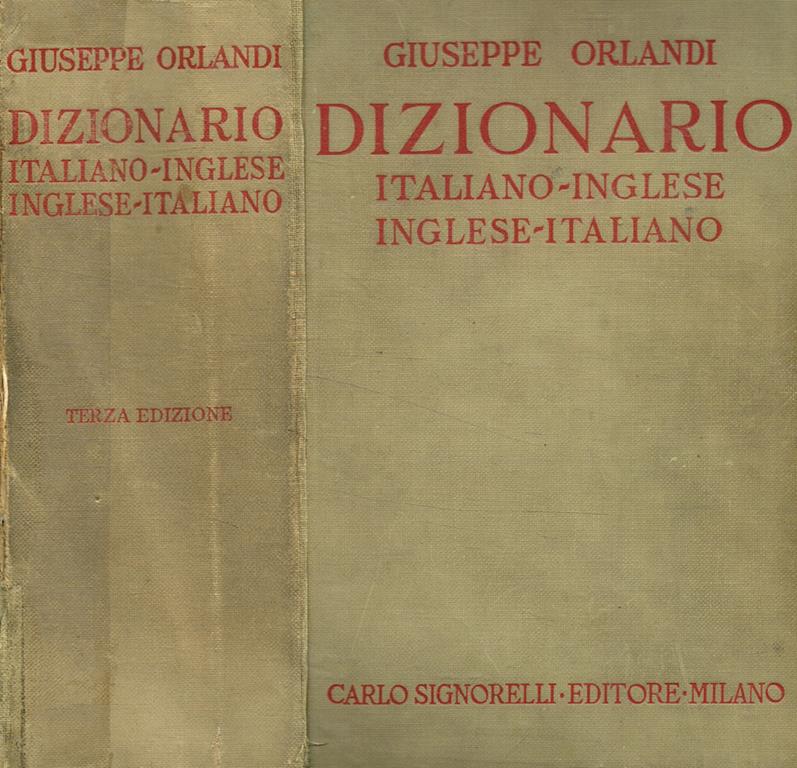 GIUSEPPE ORLANDI
DIZIONARIO
ITALIANO-INGLESE
INGLESE-ITALIANO
TERZA EDIZIONE
GIUSEPPE ORLANDI
DIZIONARIO
ITALIANO-INGLESE
INGLESE-ITALIANO
CARLO SIGNORELLI·EDITORE·MILANO